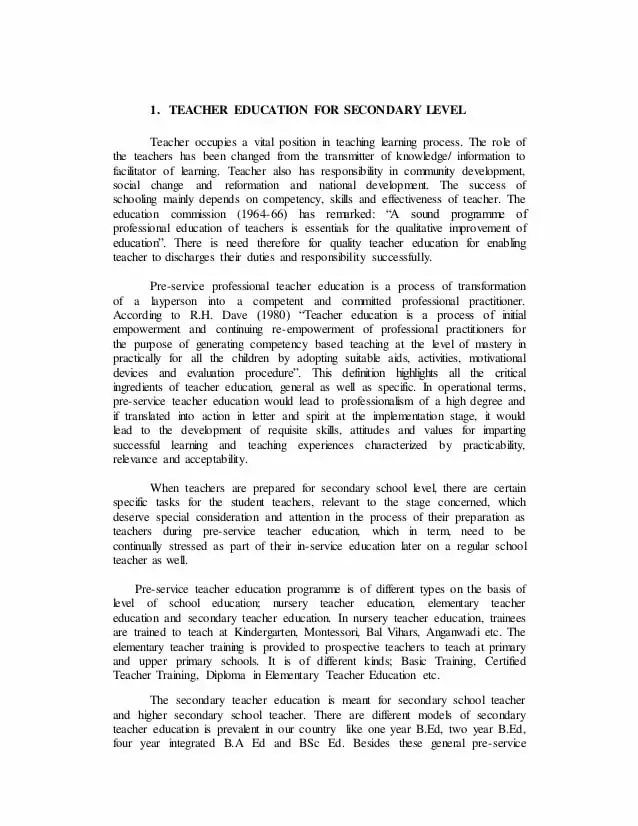 1. TEACHER EDUCATION FOR SECONDARY LEVEL
Teacher occupies a vital position in teaching learning process. The role of
the teachers has been changed from the transmitter of knowledge/ information to
facilitator of learning. Teacher also has responsibility in community development,
social change and reformation and national development. The success of
schooling mainly depends on competency, skills and effectiveness of teacher. The
education commission (1964-66) has remarked: “A sound programme of
professional education of teachers is essentials for the qualitative improvement of
education”. There is need therefore for quality teacher education for enabling
teacher to discharges their duties and responsibility successfully.
Pre-service professional teacher education is a process of transformation
of a layperson into a competent and committed professional practitioner.
According to R.H. Dave (1980) “Teacher education is a process of initial
empowerment and continuing re-empowerment of professional practitioners for
the purpose of generating competency based teaching at the level of mastery in
practically for all the children by adopting suitable aids, activities, motivational
devices and evaluation procedure”. This definition highlights all the critical
ingredients of teacher education, general as well as specific. In operational terms,
pre-service teacher education would lead to professionalism of a high degree and
if translated into action in letter and spirit at the implementation stage, it would
lead to the development of requisite skills, attitudes and values for imparting
successful learning and teaching experiences characterized by practicability,
relevance and acceptability.
When teachers are prepared for secondary school level, there are certain
specific tasks for the student teachers, relevant to the stage concerned, which
deserve special consideration and attention in the process of their preparation as
teachers during pre-service teacher education, which in term, need to be
continually stressed as part of their in-service education later on a regular school
teacher as well.
Pre-service teacher education programme is of different types on the basis of
level of school education; nursery teacher education, elementary teacher
education and secondary teacher education. In nursery teacher education, trainees
are trained to teach at Kindergarten, Montessori, Bal Vihars, Anganwadi etc. The
elementary teacher training is provided to prospective teachers to teach at primary
and upper primary schools. It is of different kinds; Basic Training, Certified
Teacher Training, Diploma in Elementary Teacher Education etc.
The secondary teacher education is meant for secondary school teacher
and higher secondary school teacher. There are different models of secondary
teacher education is prevalent in our country like one year B.Ed, two year B.Ed,
four year integrated B.A Ed and BSc Ed. Besides these general pre-service